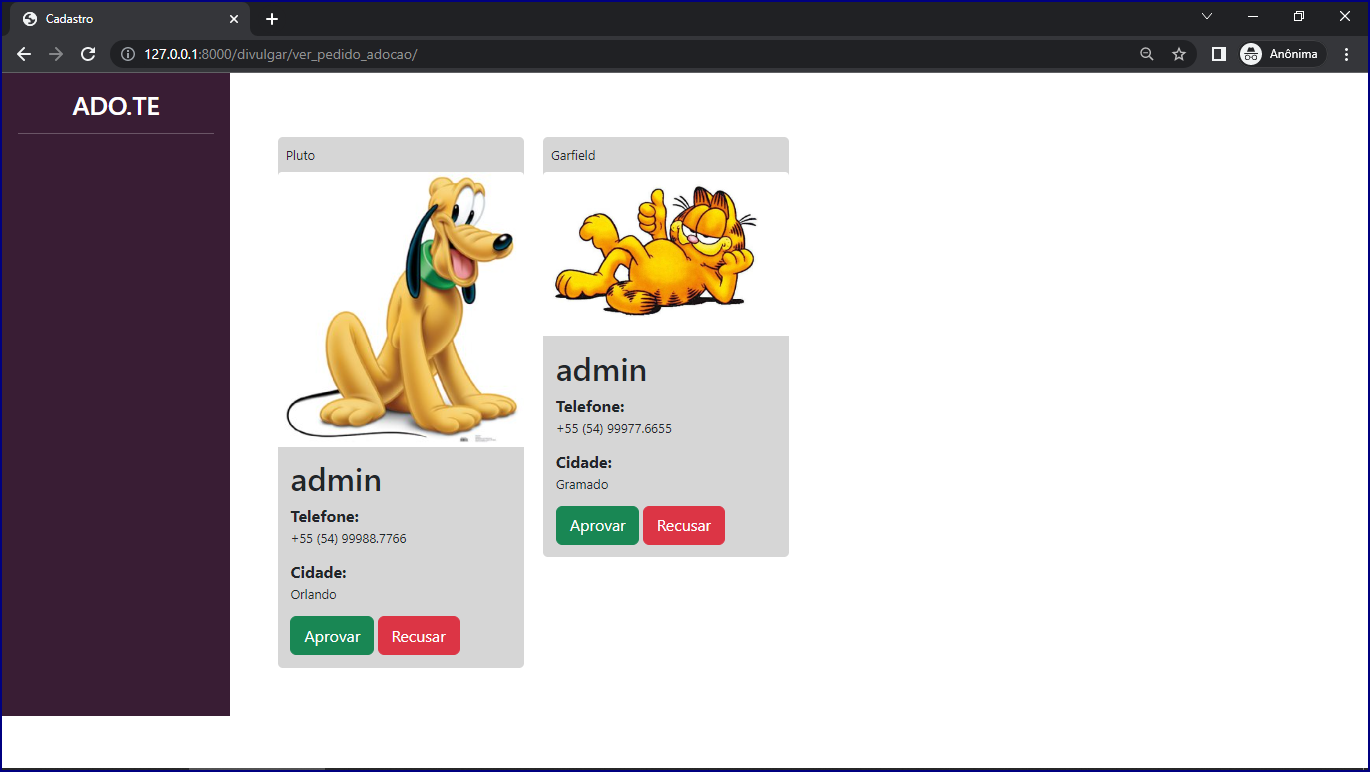 Cadastro
127.0.0.1:8000/divulgar/ver_pedido_adocao/
Anônima
ADO.TE
Pluto
admin
Telefone:
+55 (54) 99988.7766
Cidade:
Orlando
Aprovar Recusar
Garfield
admin
Telefone:
+55 (54) 99977.6655
Cidade:
Gramado
Aprovar Recusar